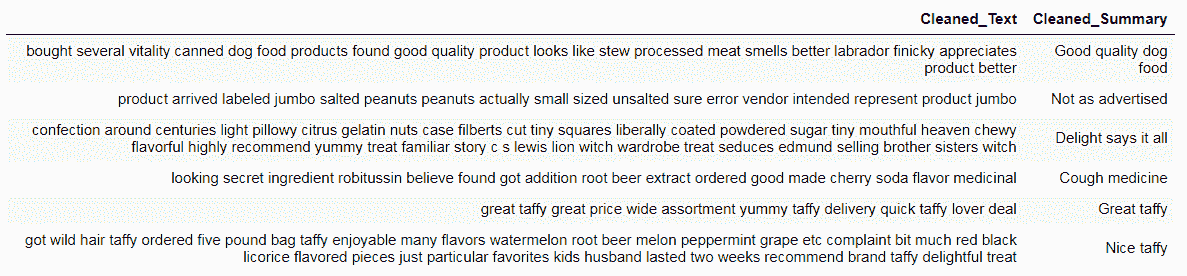 Cleaned_Text Cleaned_Summary
bought several vitality canned dog food products found good quality product looks like stew processed meat smells better labrador finicky appreciates
product better
Good quality dog
food
product arrived labeled jumbo salted peanuts peanuts actually small sized unsalted sure error vendor intended represent product jumbo
Not as advertised
confection around centuries light pillowy citrus gelatin nuts case filberts cut tiny squares liberally coated powdered sugar tiny mouthful heaven chewy
flavorful highly recommend yummy treat familiar story c s lewis lion witch wardrobe treat seduces edmund selling brother sisters witch
Delight says it all
looking secret ingredient robitussin believe found got addition root beer extract ordered good made cherry soda flavor medicinal
Cough medicine
great taffy great price wide assortment yummy taffy delivery quick taffy lover deal
Great taffy
got wild hair taffy ordered five pound bag taffy enjoyable many flavors watermelon root beer melon peppermint grape etc complaint bit much red black
licorice flavored pieces just particular favorites kids husband lasted two weeks recommend brand taffy delightful treat
Nice taffy